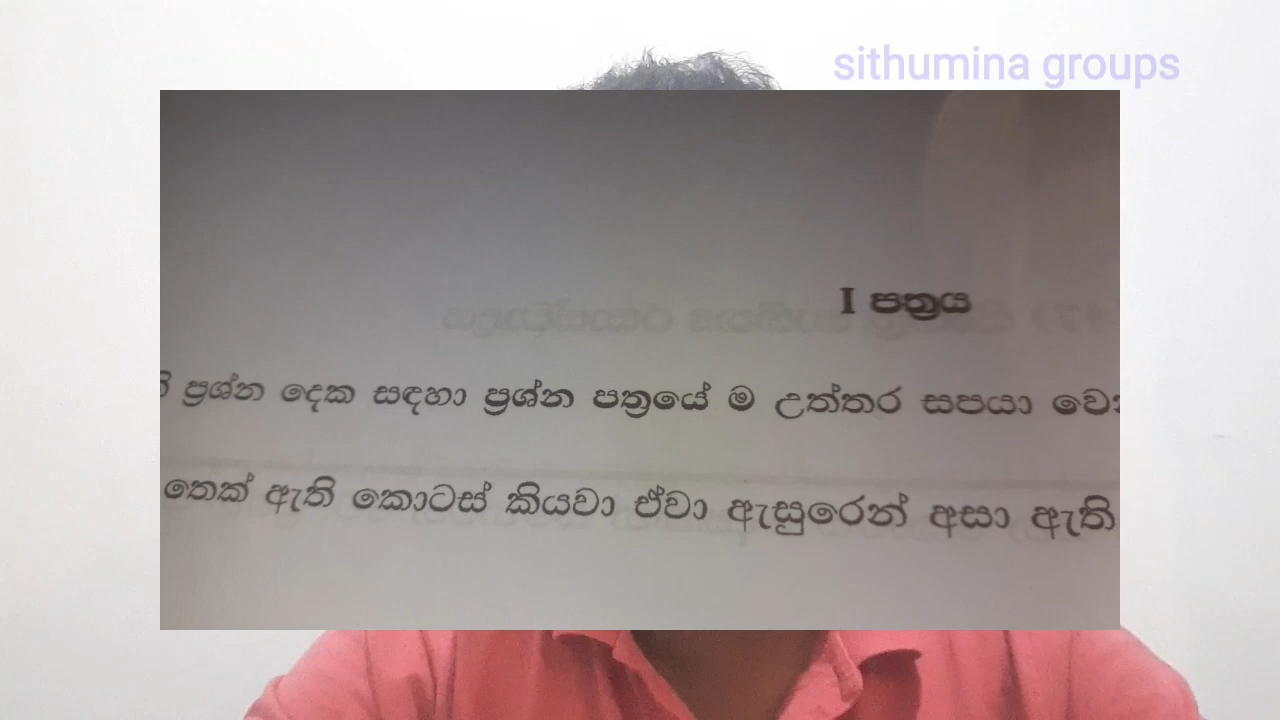 sithumina groups
I පත්‍රය
ප්‍රශ්න දෙක සඳහා ප්‍රශ්න පත්‍රයේ ම උත්තර සපයා
තෙක් ඇති කොටස් කියවා ඒවා ඇසුරෙන් අසා ඇති